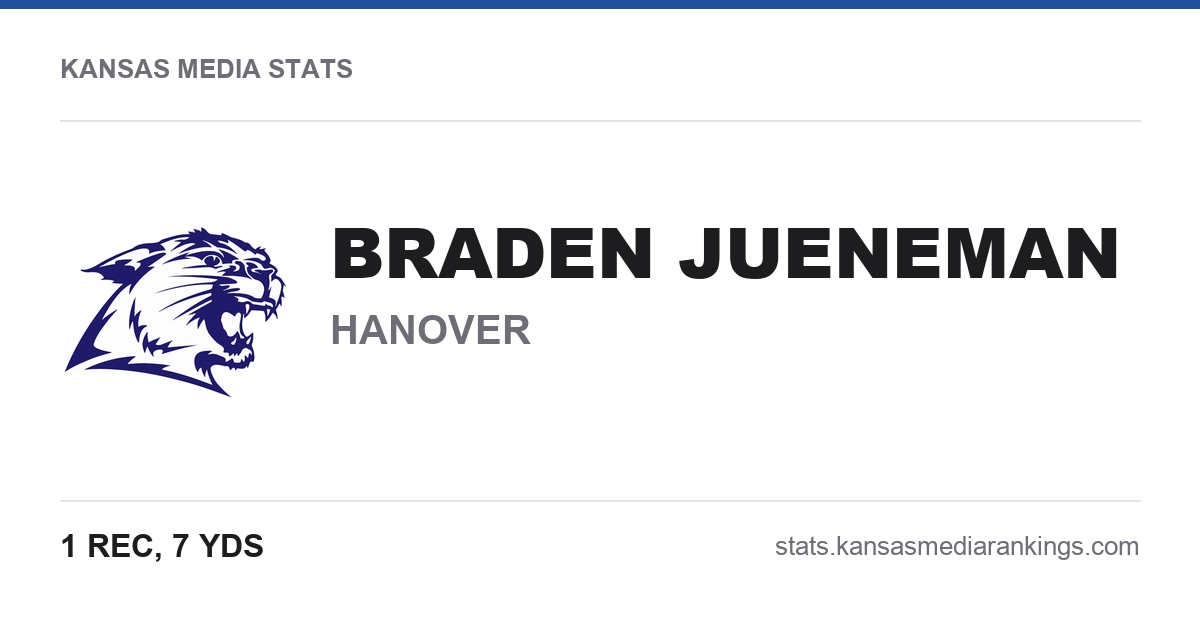 KANSAS MEDIA STATS
BRADEN JUENEMAN
HANOVER
1 REC, 7 YDS
stats.kansasmediarankings.com